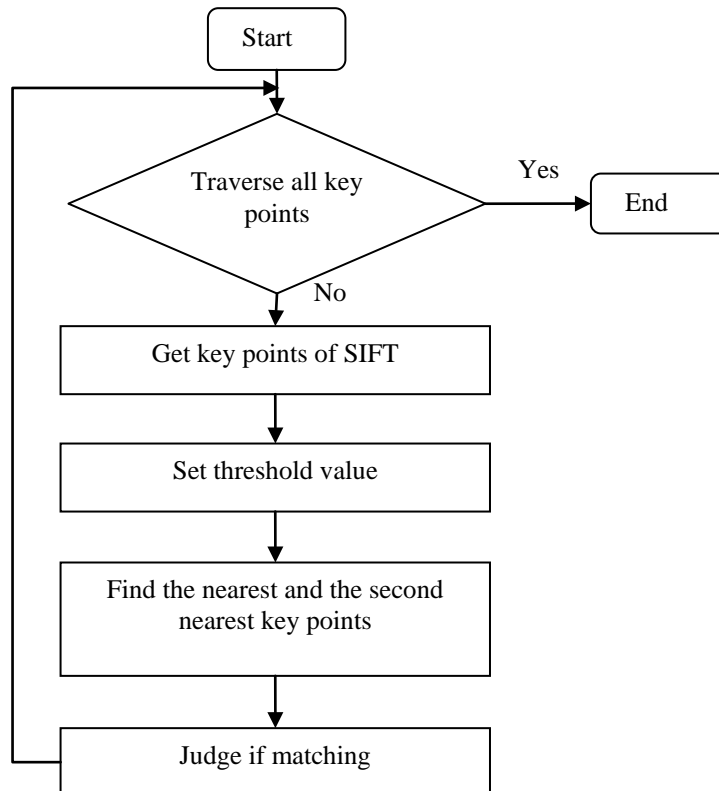 Start
Traverse all key
points
Yes
End
No
Get key points of SIFT
Set threshold value
Find the nearest and the second
nearest key points
Judge if matching